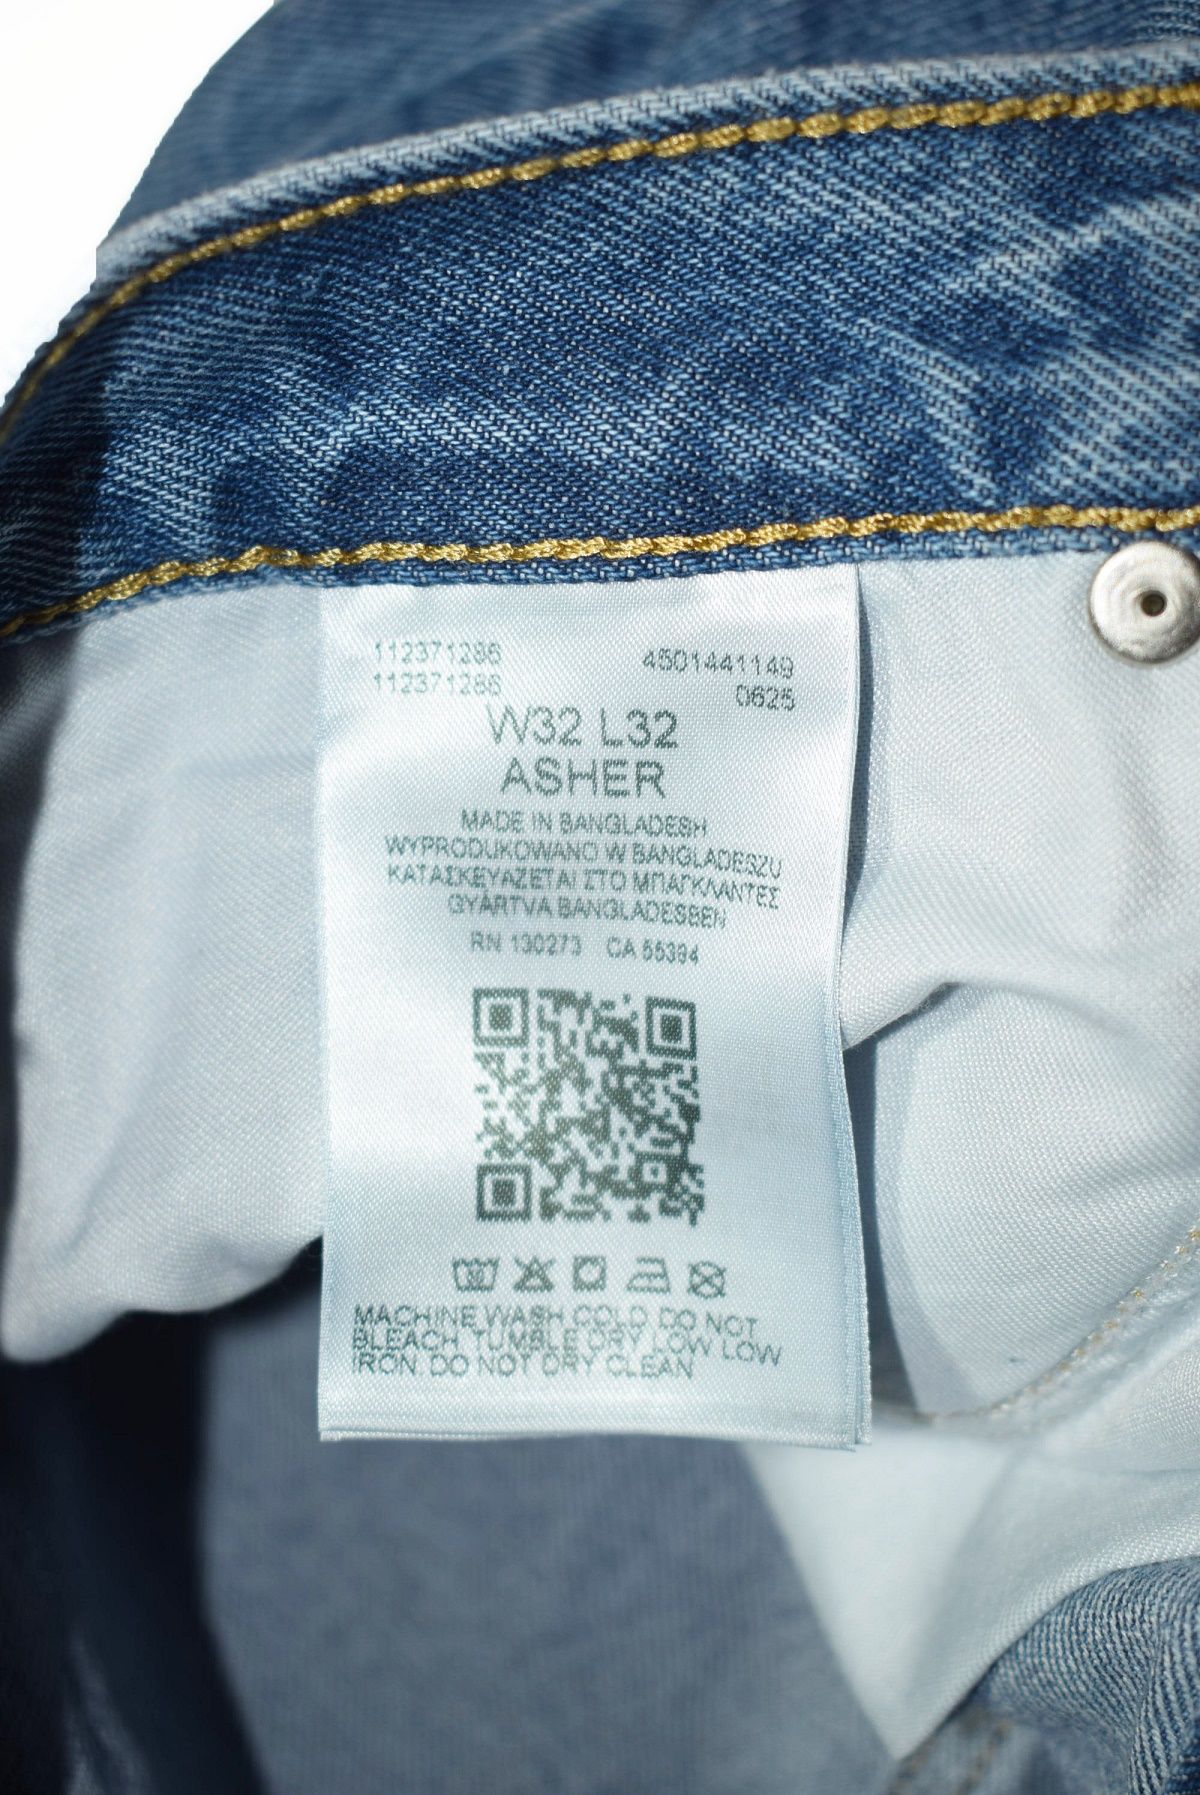 112371286 4501441149
112371286 0625
W32 L32
ASHER
MADE IN BANGLADESH
WYPRODUKOWANO W BANGLADESZU
ΚΑΤΑΣΚΕΥΑΖΕΤΑΙ ΣΤΟ ΜΠΑΓΚΛΑΝΤΕΣ
GYÁRTVA BANGLADESBEN
RN 130273 CA 55394
MACHINE WASH COLD DO NOT
BLEACH TUMBLE DRY LOW LOW
IRON DO NOT DRY CLEAN